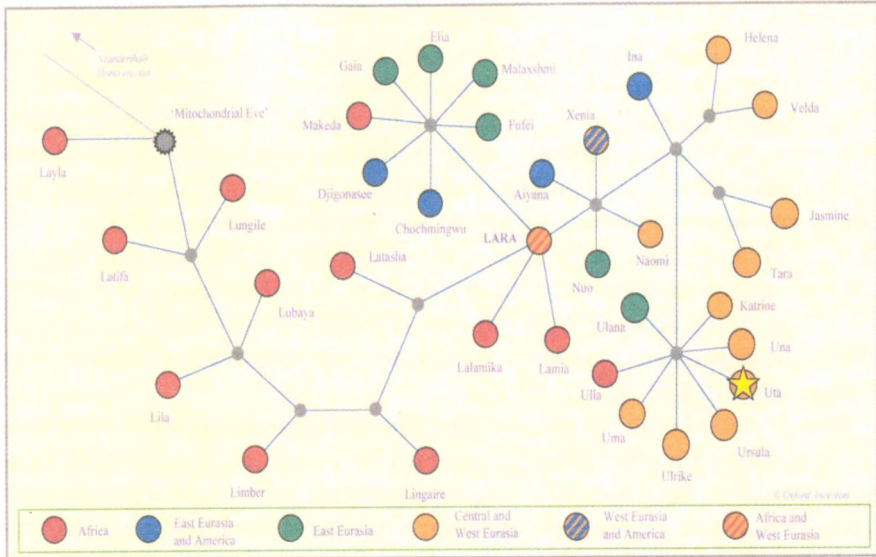 'Mitochondrial Eve'
Layla
Lungile
Latifa
Lubaya
Lila
Limber
Lingaire
Latasha
Elia
Gaia
Malaxshmi
Makeda
Fufei
Djigonasee
Chochmingwu
LARA
Lalamika
Lamia
Xenia
Aiyana
Naomi
Nuo
Ina
Helena
Velda
Jasmine
Tara
Ulana
Katrine
Una
Uta
Ulla
Uma
Ulrike
Ursula
Africa
East Eurasia
and America
East Eurasia
Central and
West Eurasia
West Eurasia
and America
Africa and
West Eurasia